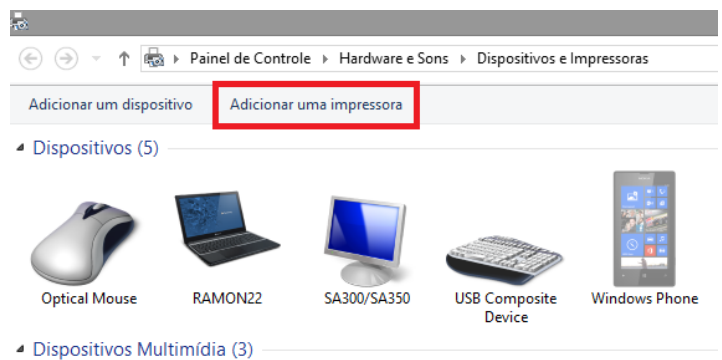 Painel de Controle Hardware e Sons Dispositivos e Impressoras
Adicionar um dispositivo Adicionar uma impressora
Dispositivos (5)
Optical Mouse RAMON22 SA300/SA350 USB Composite Device Windows Phone
Dispositivos Multimídia (3)